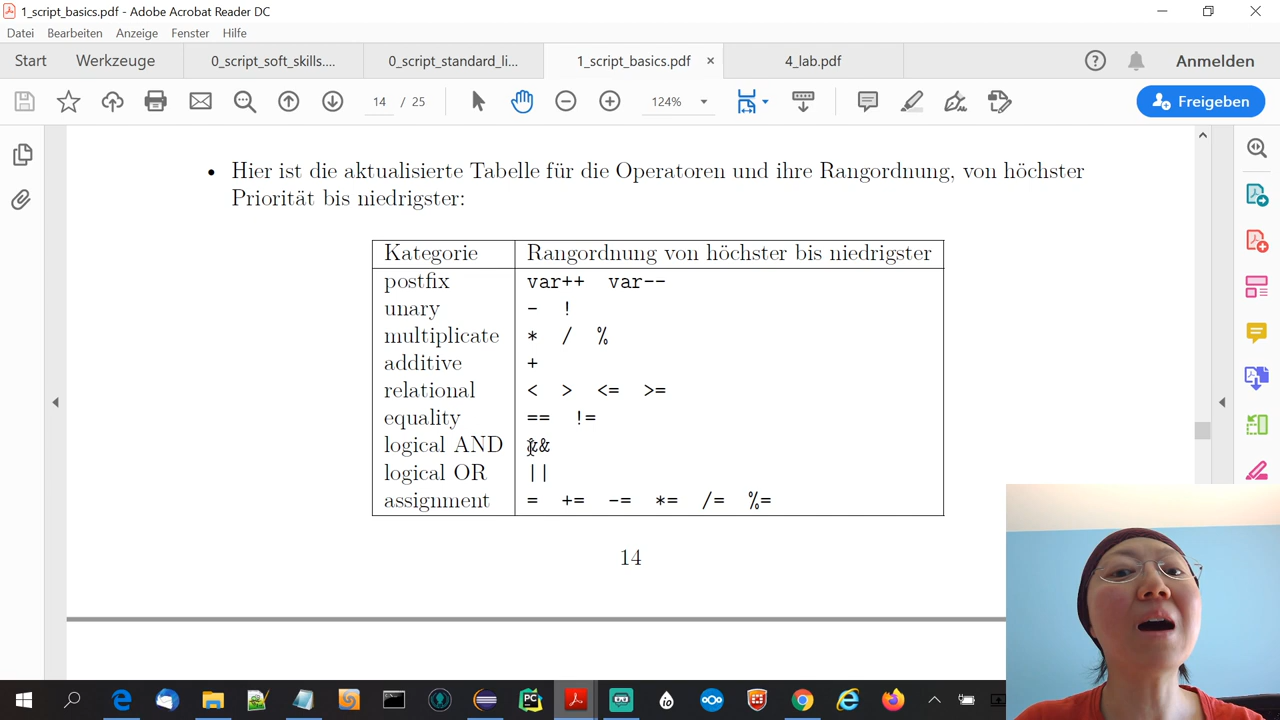 1_script_basics.pdf - Adobe Acrobat Reader DC
Datei Bearbeiten Anzeige Fenster Hilfe
Start Werkzeuge 0_script_soft_skills.... 0_script_standard_li... 1_script_basics.pdf × 4_lab.pdf Anmelden
14 / 25 124% Freigeben
• Hier ist die aktualisierte Tabelle für die Operatoren und ihre Rangordnung, von höchster
Priorität bis niedrigster:
Kategorie Rangordnung von höchster bis niedrigster
postfix var++ var--
unary - !
multiplicate * / %
additive +
relational < > <= >=
equality == !=
logical AND &&
logical OR ||
assignment = += -= *= /= %=
14